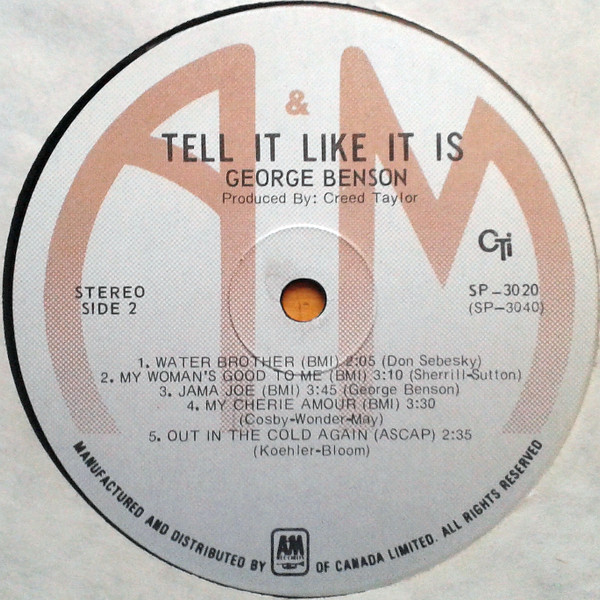 &
TELL IT LIKE IT IS
GEORGE BENSON
Produced By: Creed Taylor
CTi
STEREO
SIDE 2
SP-3020
(SP-3040)
1. WATER BROTHER (BMI) 2:05 (Don Sebesky)
2. MY WOMAN'S GOOD TO ME (BMI) 3:10 (Sherrill-Sutton)
3. JAMA JOE (BMI) 3:45 (George Benson)
4. MY CHERIE AMOUR (BMI) 3:30
(Cosby-Wonder-May)
5. OUT IN THE COLD AGAIN (ASCAP) 2:35
(Koehler-Bloom)
MANUFACTURED AND DISTRIBUTED BY A&M RECORDS OF CANADA LIMITED. ALL RIGHTS RESERVED